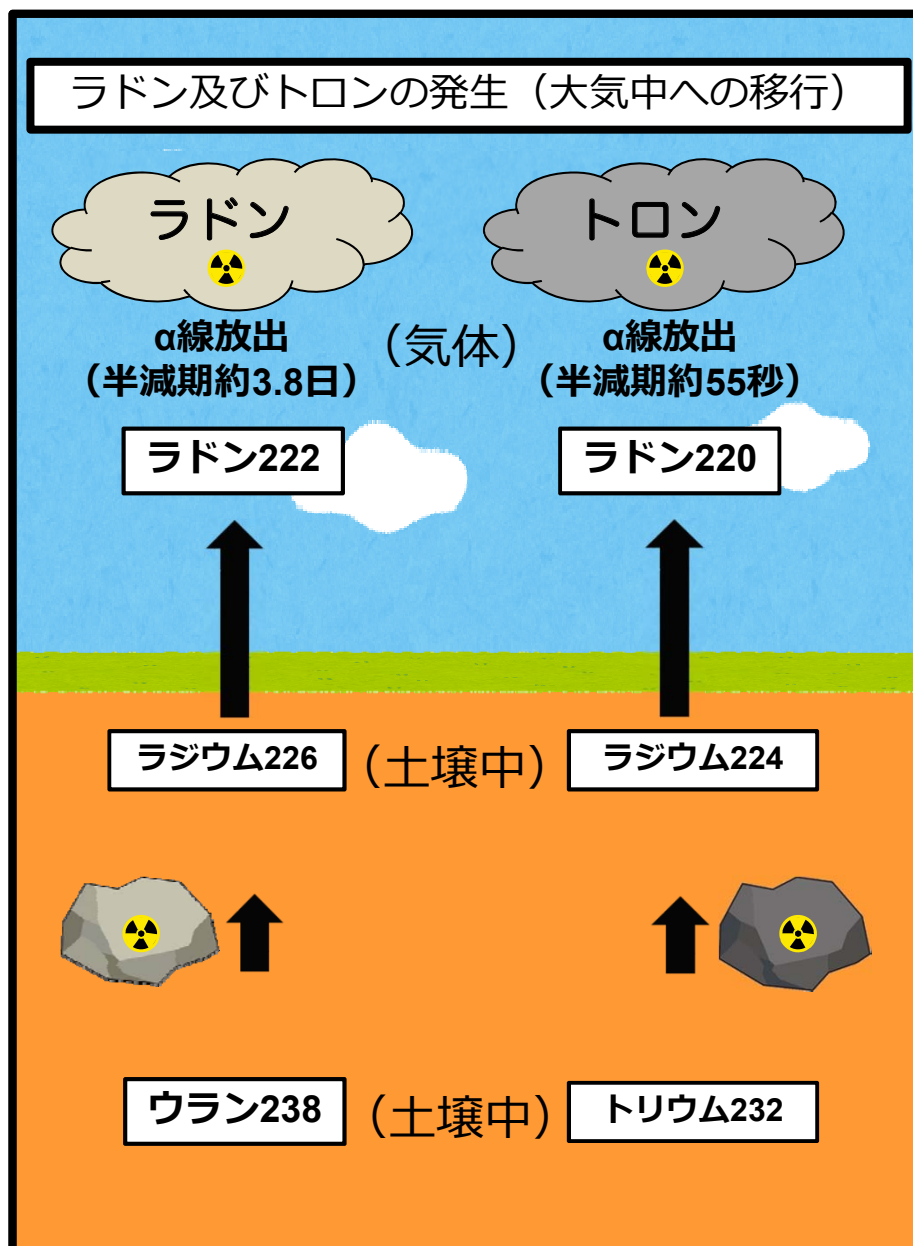 ラドン及びトロンの発生（大気中への移行）
ラドン
トロン
α線放出
（半減期約3.8日）
（気体）
α線放出
（半減期約55秒）
ラドン222
ラドン220
ラジウム226
（土壌中）
ラジウム224
ウラン238
（土壌中）
トリウム232